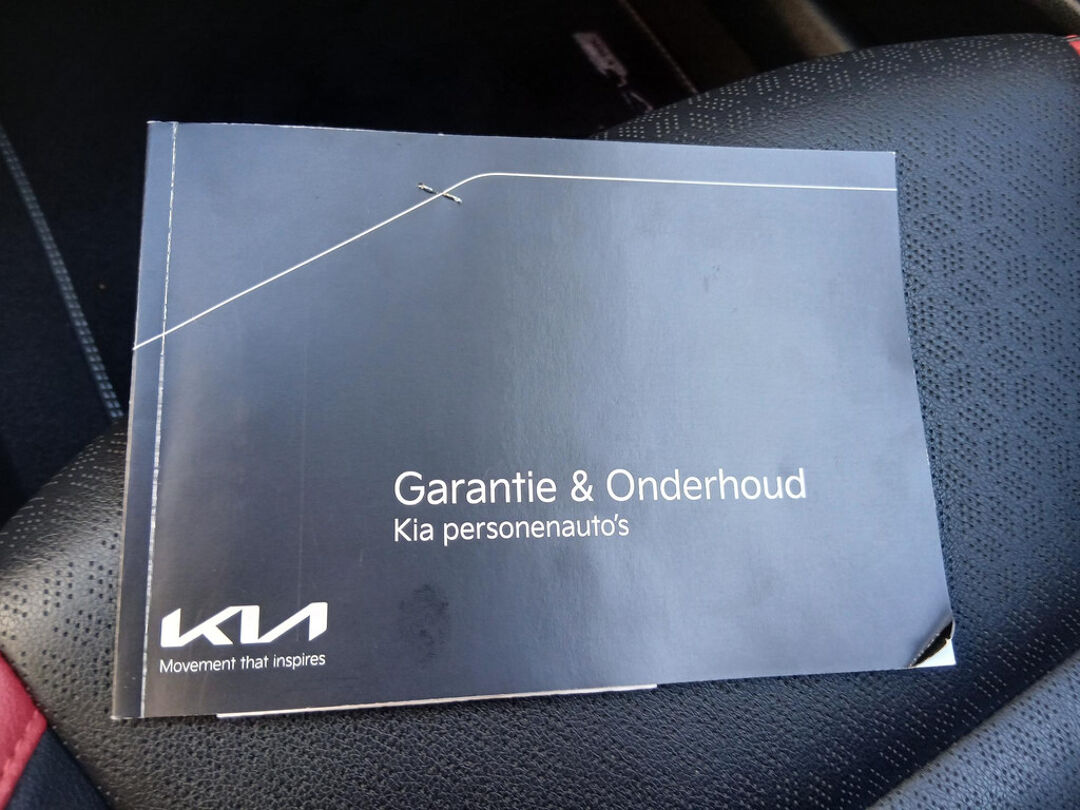 Garantie & Onderhoud
Kia personenauto's
KIA
Movement that inspires